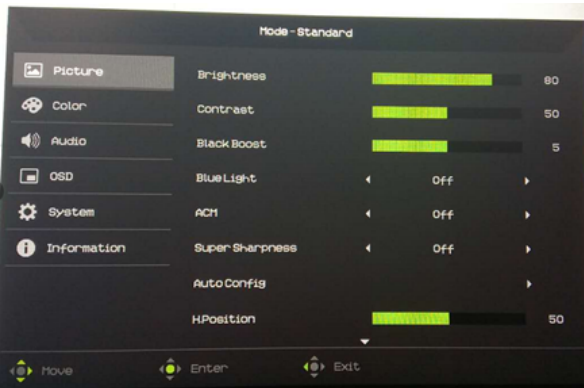 Mode - Standard
Picture
Color
Audio
OSD
System
Information
Brightness 80
Contrast 50
Black Boost 5
Blue Light Off
ACM Off
Super Sharpness Off
Auto Config
H.Position 50
Move Enter Exit